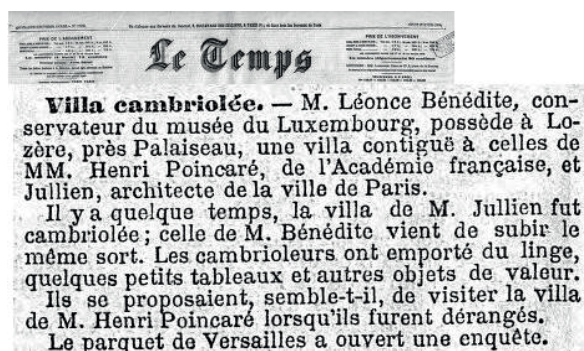 PRIX DE L'ABONNEMENT
Le Temps
Villa cambriolée. — M. Léonce Bénédite, con-
servateur du musée du Luxembourg, possède à Lo-
zère, près Palaiseau, une villa contiguë à celles de
MM. Henri Poincaré, de l'Académie française, et
Jullien, architecte de la ville de Paris.
Il y a quelque temps, la villa de M. Jullien fut
cambriolée ; celle de M. Bénédite vient de subir le
même sort. Les cambrioleurs ont emporté du linge,
quelques petits tableaux et autres objets de valeur.
Ils se proposaient, semble-t-il, de visiter la villa
de M. Henri Poincaré lorsqu'ils furent dérangés.
Le parquet de Versailles a ouvert une enquête.